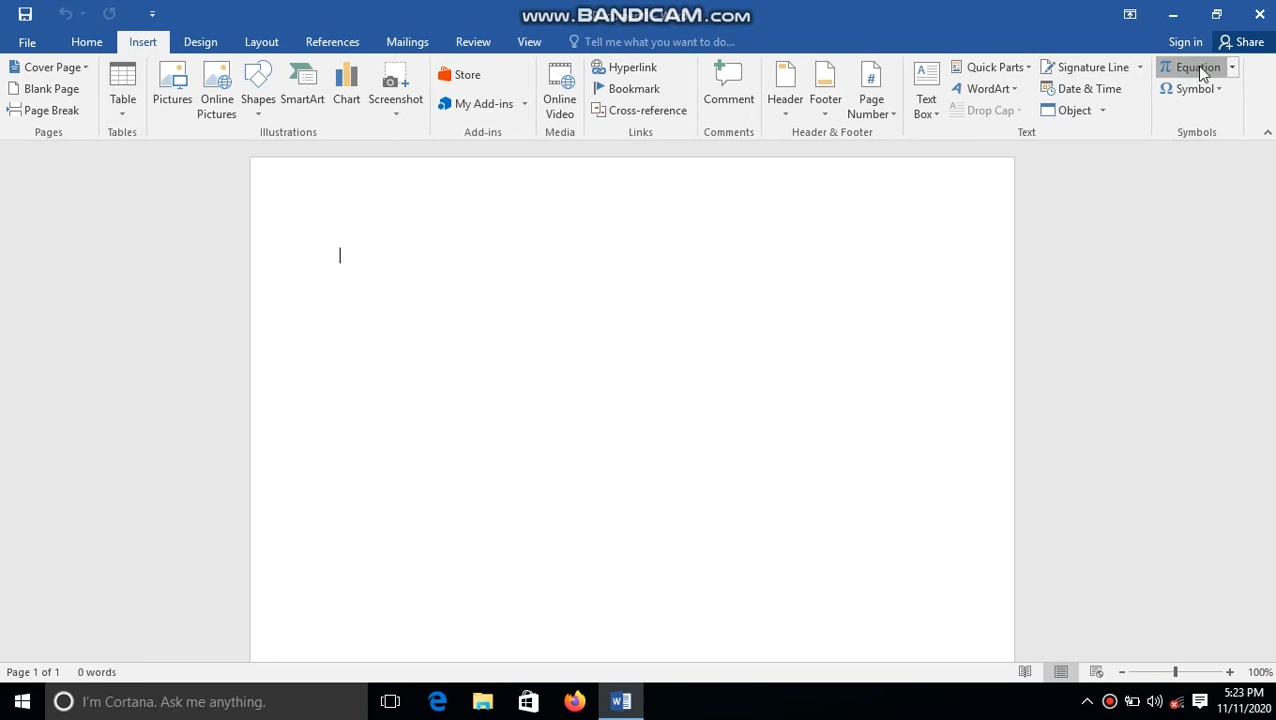 www.BANDICAM.com
File Home Insert Design Layout References Mailings Review View Tell me what you want to do... Sign in Share
Cover Page
Blank Page
Page Break
Pages
Table
Tables
Pictures
Online Pictures
Shapes
SmartArt
Chart
Screenshot
Illustrations
Store
My Add-ins
Add-ins
Online Video
Media
Hyperlink
Bookmark
Cross-reference
Links
Comment
Comments
Header
Footer
Page Number
Header & Footer
Text Box
Quick Parts
WordArt
Drop Cap
Signature Line
Date & Time
Object
Text
π Equation
Ω Symbol
Symbols
Page 1 of 1 0 words 100%
I'm Cortana. Ask me anything.
5:23 PM
11/11/2020